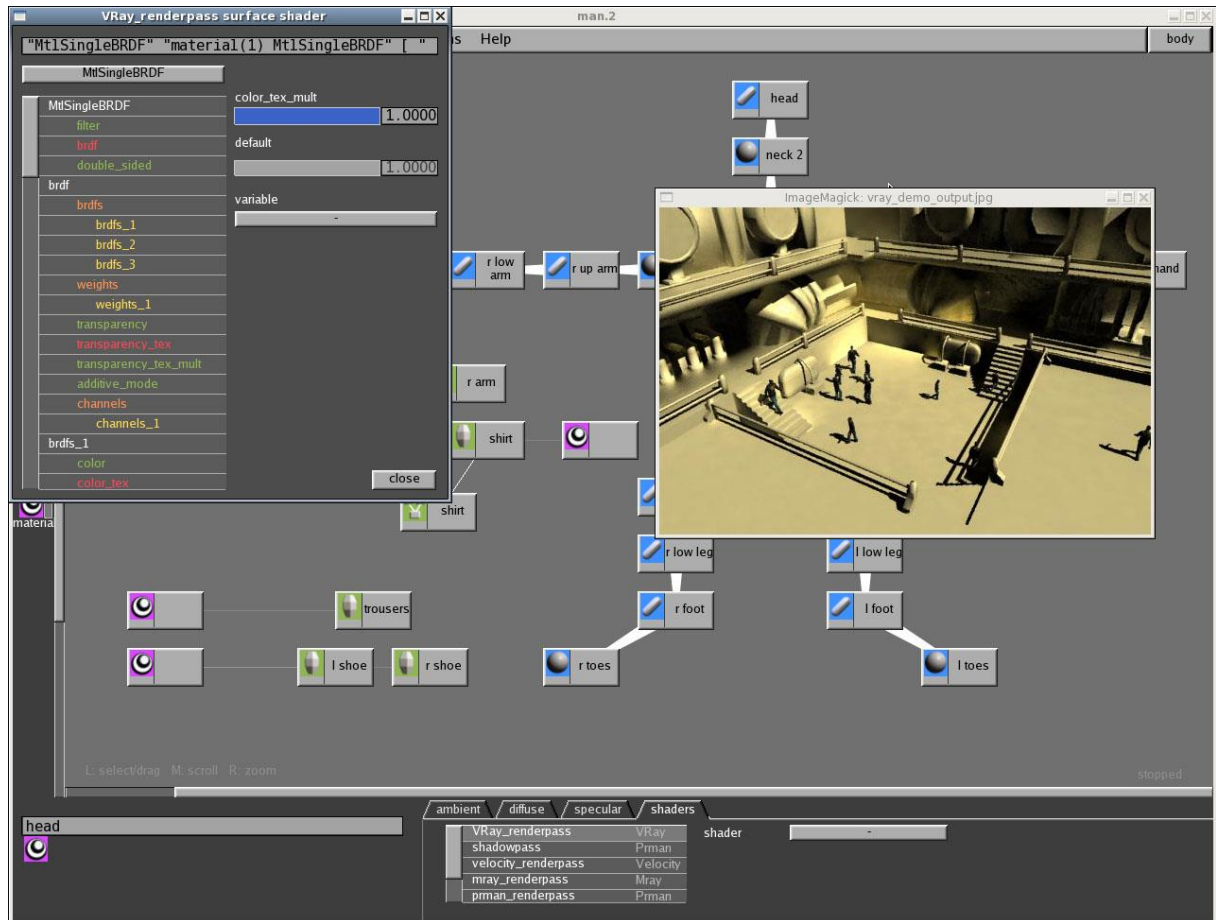 VRay_renderpass surface shader
man.2
"MtlSingleBRDF" "material(1) MtlSingleBRDF" [ "
Help
body
MtlSingleBRDF
MtlSingleBRDF
filter
brdf
double_sided
brdf
brdfs
brdfs_1
brdfs_2
brdfs_3
weights
weights_1
transparency
transparency_tex
transparency_tex_mult
additive_mode
channels
channels_1
brdfs_1
color
color_tex
color_tex_mult
1.0000
default
1.0000
variable
-
close
head
neck 2
ImageMagick: vray_demo_output.jpg
r low
arm
r up arm
hand
r arm
shirt
shirt
materia
r low leg
l low leg
trousers
r foot
l foot
l shoe
r shoe
r toes
l toes
L: select/drag M: scroll R: zoom
stopped
head
ambient
diffuse
specular
shaders
VRay_renderpass VRay
shadowpass Prman
velocity_renderpass Velocity
mray_renderpass Mray
prman_renderpass Prman
shader
-